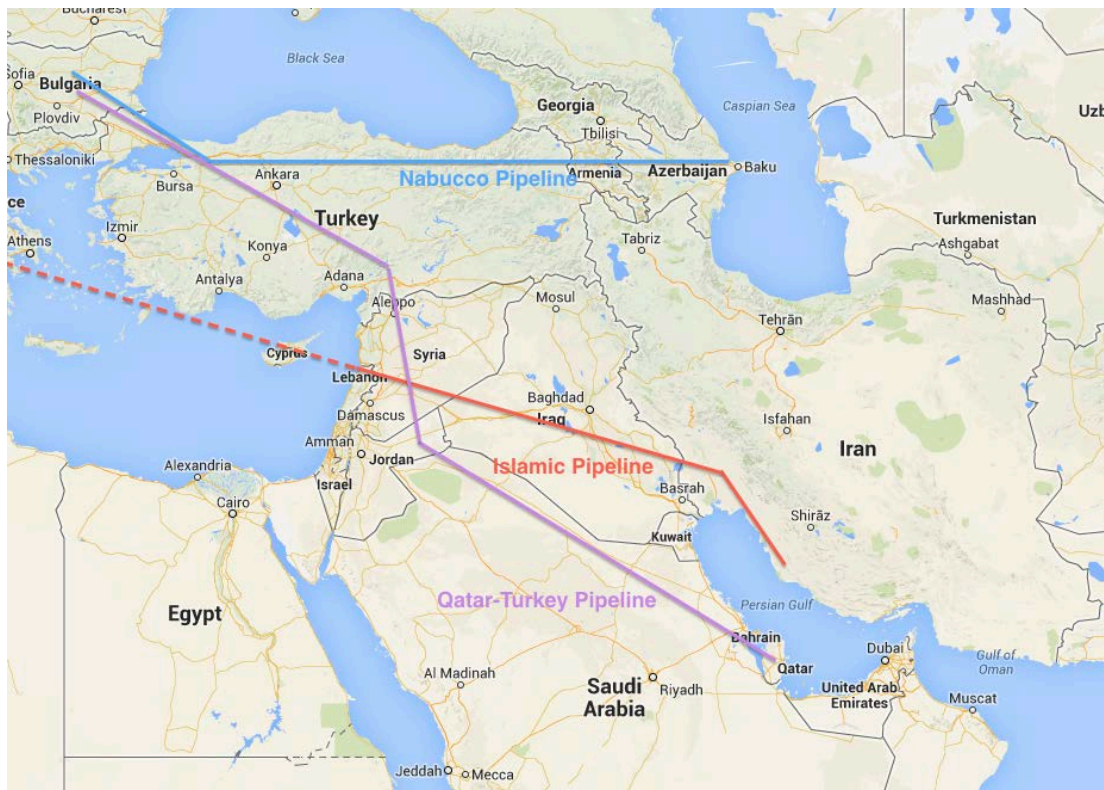 Bucharest
Black Sea
Sofia
Bulgaria
Plovdiv
Georgia
Tbilisi
Caspian Sea
Uzb
Thessaloniki
Bursa
Ankara
Nabucco Pipeline
Armenia
Azerbaijan
Baku
ce
Turkey
Turkmenistan
Athens
Izmir
Konya
Tabriz
Ashgabat
Antalya
Adana
Aleppo
Mosul
Mashhad
Tehrān
Cyprus
Syria
Lebanon
Damascus
Baghdad
Iraq
Isfahan
Iran
Amman
Jordan
Israel
Alexandria
Cairo
Islamic Pipeline
Basrah
Shirāz
Kuwait
Egypt
Qatar-Turkey Pipeline
Persian Gulf
Bahrain
Qatar
Dubai
Gulf of
Oman
Al Madinah
Saudi
Arabia
Riyadh
United Arab
Emirates
Muscat
Jeddah
Mecca